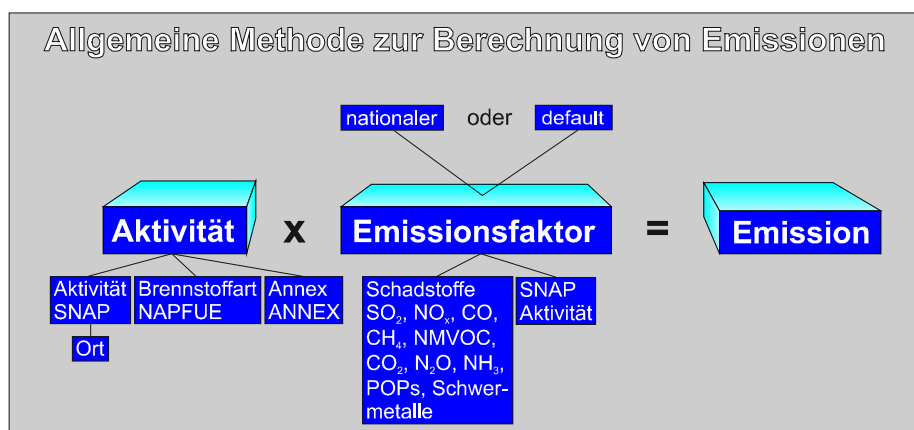 Allgemeine Methode zur Berechnung von Emissionen
nationaler oder default
Aktivität x Emissionsfaktor = Emission
Aktivität
SNAP
Ort
Brennstoffart
NAPFUE
Annex
ANNEX
Schadstoffe
SO₂, NOₓ, CO,
CH₄, NMVOC,
CO₂, N₂O, NH₃,
POPs, Schwer-
metalle
SNAP
Aktivität